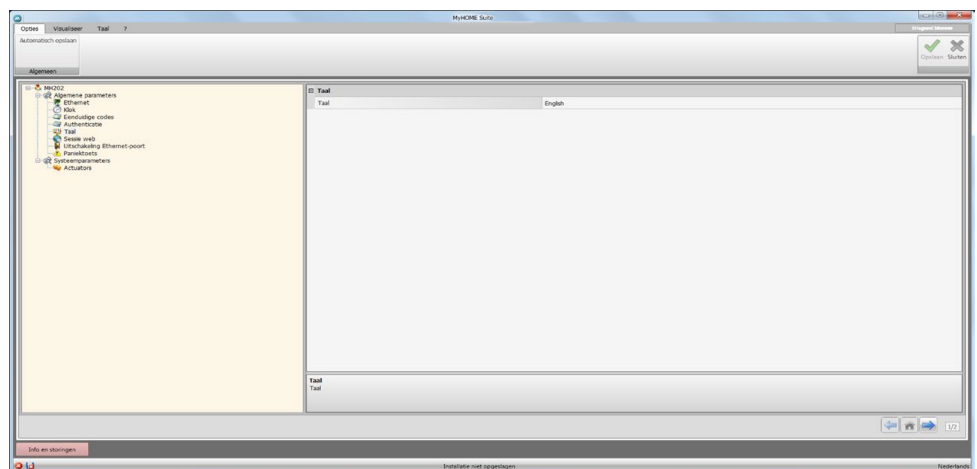 MyHOME Suite
Opties Visualiseer Taal ?
Automatisch opslaan
Opslaan Sluiten
Algemeen
MH202
Algemene parameters
Ethernet
Klok
Eenduidige codes
Authenticatie
Taal
Sessie web
Uitschakeling Ethernet-poort
Paniektoets
Systeemparameters
Actuators
Taal
Taal English
Taal
Taal
1/2
Info en storingen
Installatie niet opgeslagen Nederlands